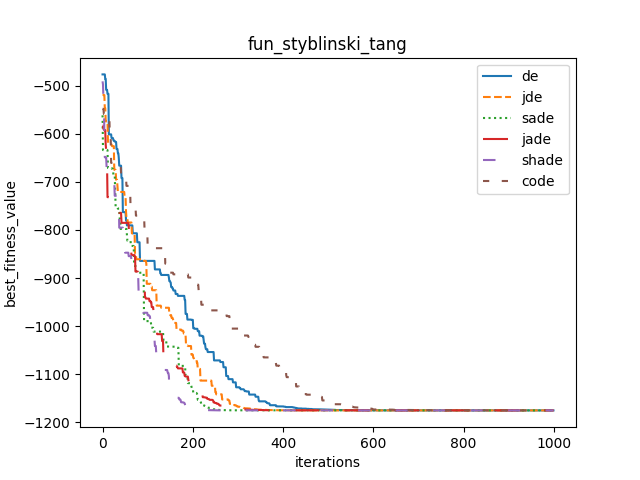 fun_styblinski_tang
best_fitness_value
−500
−600
−700
−800
−900
−1000
−1100
−1200
de
jde
sade
jade
shade
code
0
200
400
600
800
1000
iterations